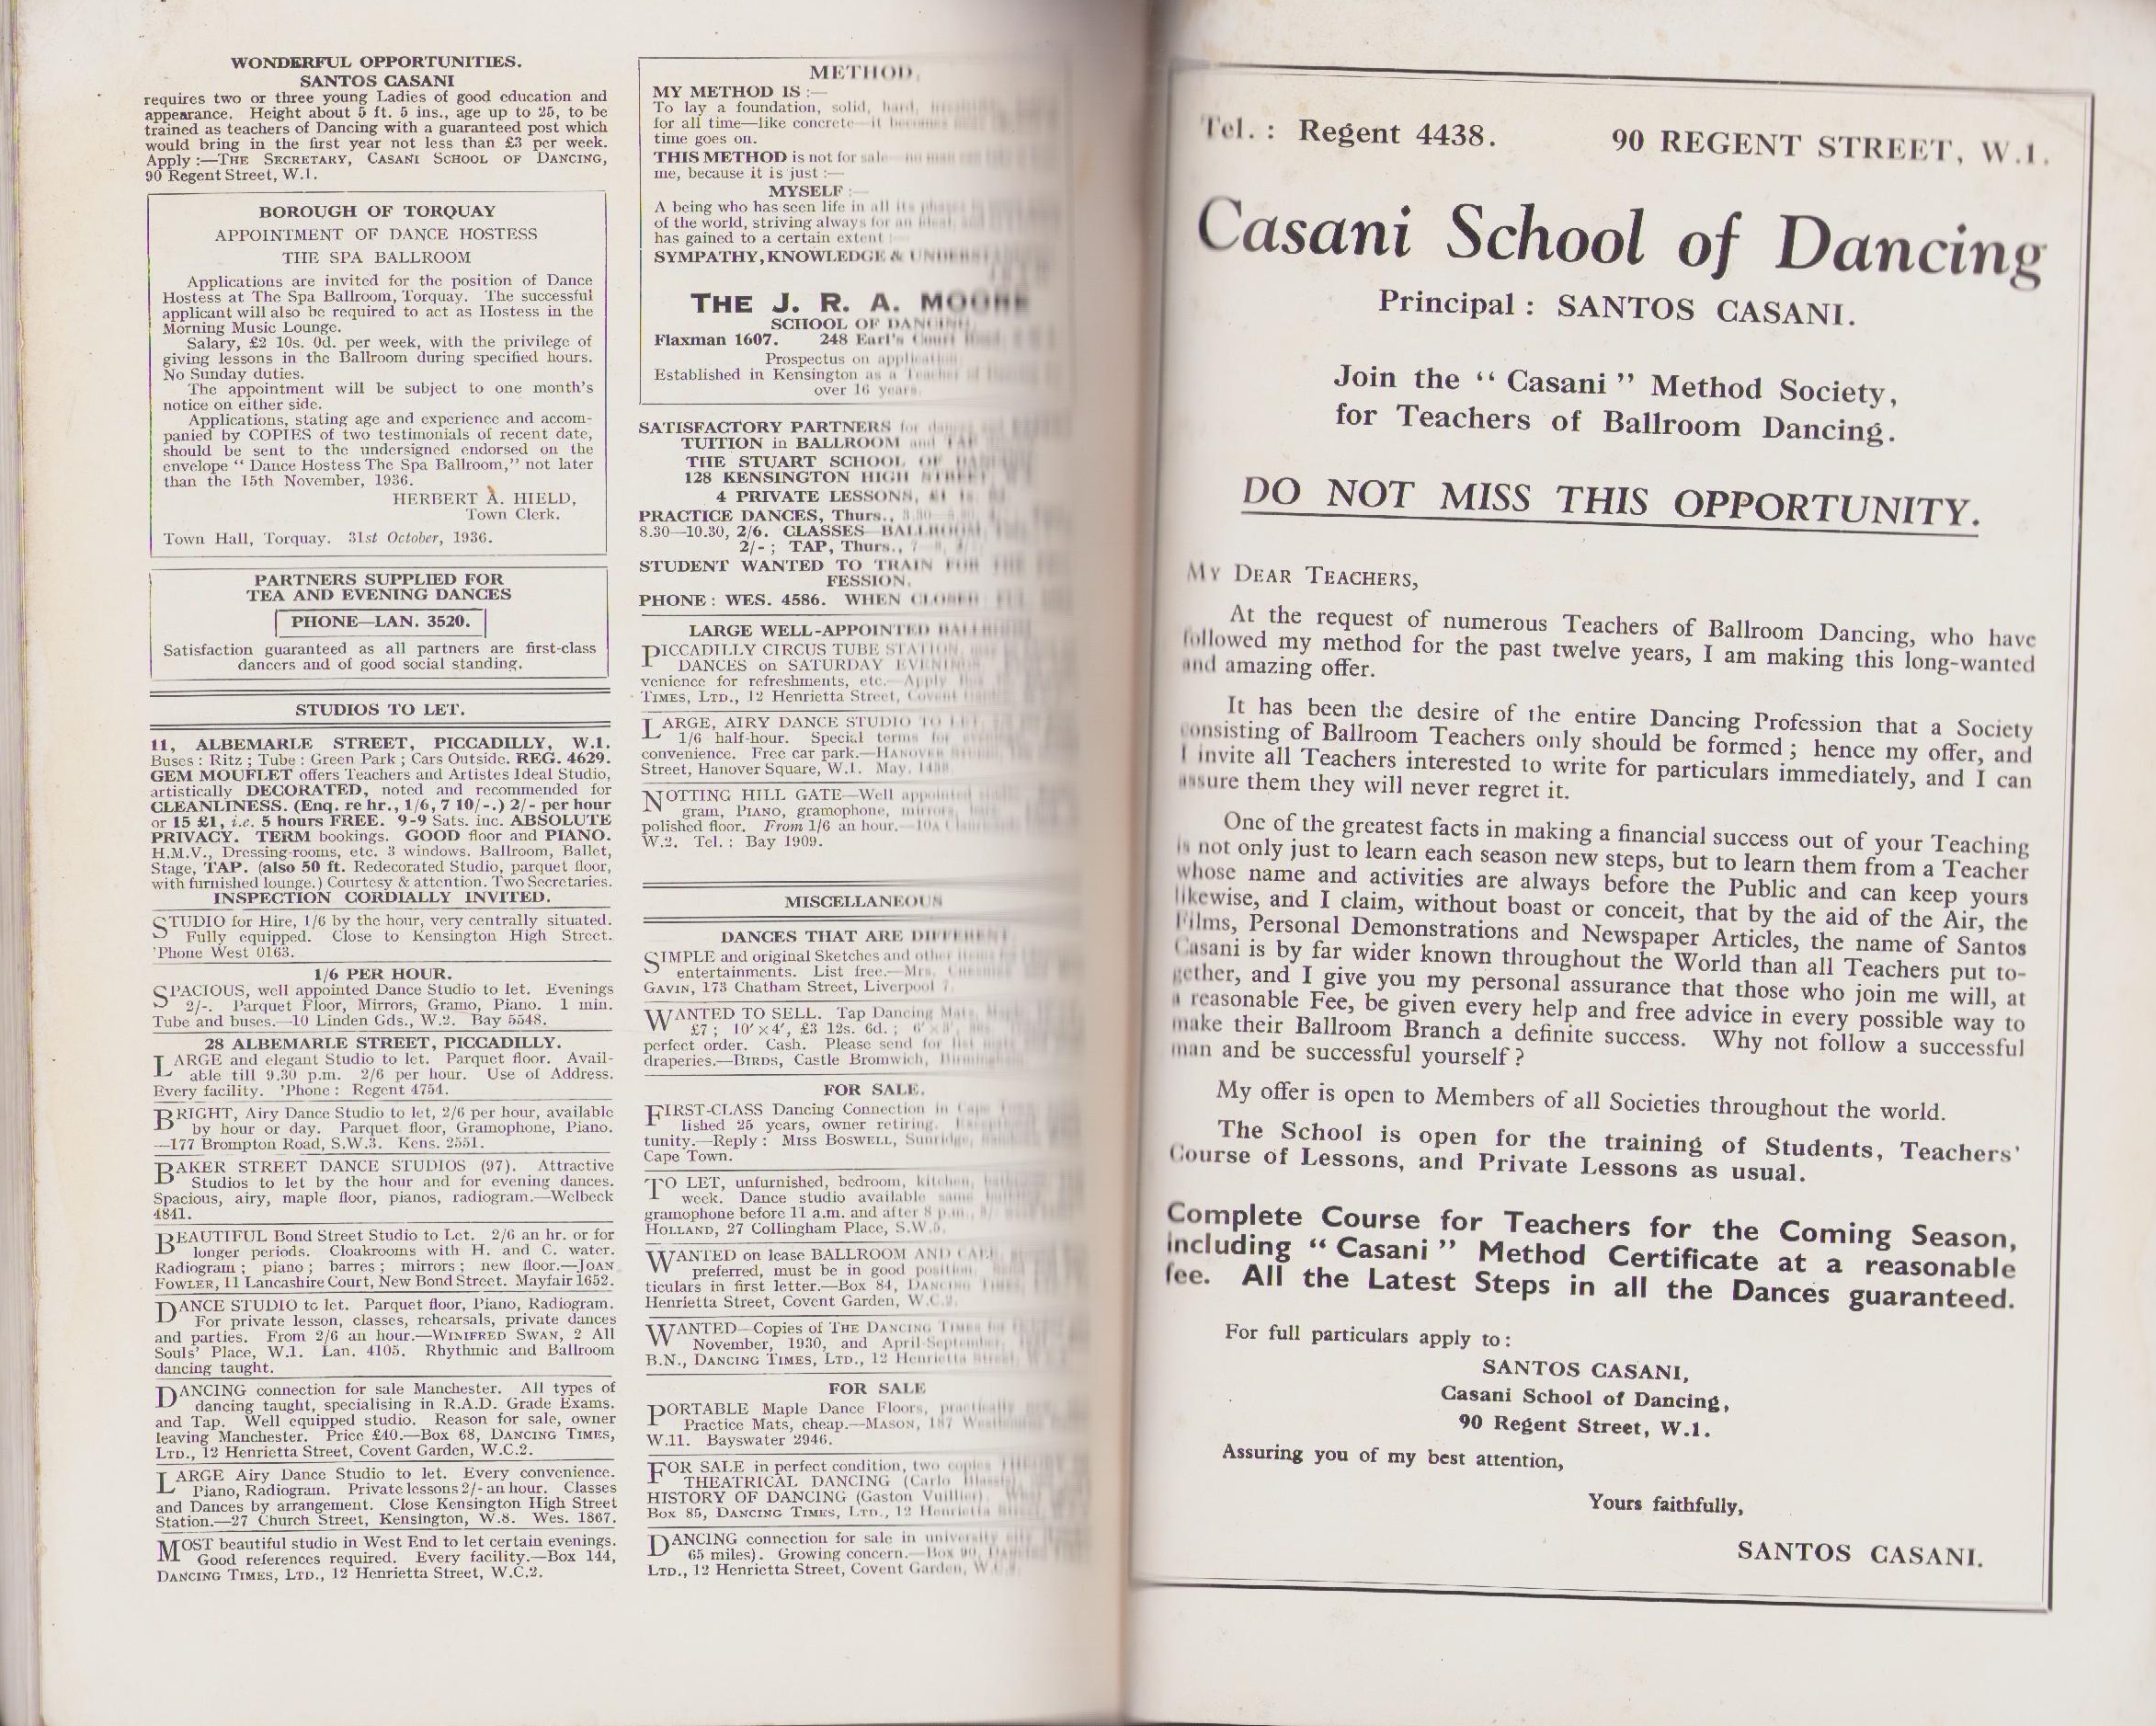 WONDERFUL OPPORTUNITIES.
SANTOS CASANI
requires two or three young Ladies of good education and
appearance. Height about 5 ft. 5 ins., age up to 25, to be
trained as teachers of Dancing with a guaranteed post which
would bring in the first year not less than £3 per week.
Apply :—THE SECRETARY, CASANI SCHOOL OF DANCING,
90 Regent Street, W.1.
BOROUGH OF TORQUAY
APPOINTMENT OF DANCE HOSTESS
THE SPA BALLROOM
Applications are invited for the position of Dance
Hostess at The Spa Ballroom, Torquay. The successful
applicant will also be required to act as Hostess in the
Morning Music Lounge.
Salary, £2 10s. 0d. per week, with the privilege of
giving lessons in the Ballroom during specified hours.
No Sunday duties.
The appointment will be subject to one month's
notice on either side.
Applications, stating age and experience and accom-
panied by COPIES of two testimonials of recent date,
should be sent to the undersigned endorsed on the
envelope “ Dance Hostess The Spa Ballroom,” not later
than the 15th November, 1936.
HERBERT A. HIELD,
Town Clerk.
Town Hall, Torquay. 31st October, 1936.
PARTNERS SUPPLIED FOR
TEA AND EVENING DANCES
PHONE—LAN. 3520.
Satisfaction guaranteed as all partners are first-class
dancers and of good social standing.
STUDIOS TO LET.
11, ALBEMARLE STREET, PICCADILLY, W.1.
Buses : Ritz ; Tube : Green Park ; Cars Outside. REG. 4629.
GEM MOUFLET offers Teachers and Artistes Ideal Studio,
artistically DECORATED, noted and recommended for
CLEANLINESS. (Enq. re hr., 1/6, 7 10/-.) 2/- per hour
or 15 £1, i.e. 5 hours FREE. 9-9 Sats. inc. ABSOLUTE
PRIVACY. TERM bookings. GOOD floor and PIANO.
H.M.V., Dressing-rooms, etc. 3 windows. Ballroom, Ballet,
Stage, TAP. (also 50 ft. Redecorated Studio, parquet floor,
with furnished lounge.) Courtesy & attention. Two Secretaries.
INSPECTION CORDIALLY INVITED.
STUDIO for Hire, 1/6 by the hour, very centrally situated.
Fully equipped. Close to Kensington High Street.
'Phone West 0163.
1/6 PER HOUR.
SPACIOUS, well appointed Dance Studio to let. Evenings
2/-. Parquet Floor, Mirrors, Gramo, Piano. 1 min.
Tube and buses.—10 Linden Gds., W.2. Bay 5548.
28 ALBEMARLE STREET, PICCADILLY.
LARGE and elegant Studio to let. Parquet floor. Avail-
able till 9.30 p.m. 2/6 per hour. Use of Address.
Every facility. 'Phone : Regent 4754.
BRIGHT, Airy Dance Studio to let, 2/6 per hour, available
by hour or day. Parquet floor, Gramophone, Piano.
—177 Brompton Road, S.W.3. Kens. 2551.
BAKER STREET DANCE STUDIOS (97). Attractive
Studios to let by the hour and for evening dances.
Spacious, airy, maple floor, pianos, radiogram.—Welbeck
4841.
BEAUTIFUL Bond Street Studio to Let. 2/6 an hr. or for
longer periods. Cloakrooms with H. and C. water.
Radiogram ; piano ; barres ; mirrors ; new floor.—JOAN
FOWLER, 11 Lancashire Court, New Bond Street. Mayfair 1652.
DANCE STUDIO to let. Parquet floor, Piano, Radiogram.
For private lesson, classes, rehearsals, private dances
and parties. From 2/6 an hour.—WINIFRED SWAN, 2 All
Souls' Place, W.1. Lan. 4105. Rhythmic and Ballroom
dancing taught.
DANCING connection for sale Manchester. All types of
dancing taught, specialising in R.A.D. Grade Exams.
and Tap. Well equipped studio. Reason for sale, owner
leaving Manchester. Price £40.—Box 68, DANCING TIMES,
LTD., 12 Henrietta Street, Covent Garden, W.C.2.
LARGE Airy Dance Studio to let. Every convenience.
Piano, Radiogram. Private lessons 2/- an hour. Classes
and Dances by arrangement. Close Kensington High Street
Station.—27 Church Street, Kensington, W.8. Wes. 1867.
MOST beautiful studio in West End to let certain evenings.
Good references required. Every facility.—Box 144,
DANCING TIMES, LTD., 12 Henrietta Street, W.C.2.
METHOD
MY METHOD IS :—
To lay a foundation, solid, hard,
for all time—like concrete—it becomes
time goes on.
THIS METHOD is not for sale
me, because it is just :—
MYSELF :—
A being who has seen life in all its phases
of the world, striving always for an ideal,
has gained to a certain extent
SYMPATHY, KNOWLEDGE &
THE J. R. A. MOORE
SCHOOL OF DANCING
Flaxman 1607. 248 Earl's Court
Prospectus on application
Established in Kensington as a Teacher of
over 16 years.
SATISFACTORY PARTNERS for
TUITION in BALLROOM and TAP
THE STUART SCHOOL OF
128 KENSINGTON HIGH STREET
4 PRIVATE LESSONS,
PRACTICE DANCES, Thurs.,
8.30—10.30, 2/6. CLASSES—BALLROOM,
2/- ; TAP, Thurs.,
STUDENT WANTED TO TRAIN FOR THE
FESSION.
PHONE : WES. 4586. WHEN CLOSED
LARGE WELL-APPOINTED
PICCADILLY CIRCUS TUBE STATION,
DANCES on SATURDAY EVENINGS
venience for refreshments, etc.—Apply
TIMES, LTD., 12 Henrietta Street, Covent
LARGE, AIRY DANCE STUDIO TO LET,
1/6 half-hour. Special terms for
convenience. Free car park.—HANOVER
Street, Hanover Square, W.1. May.
NOTTING HILL GATE—Well appointed
gram, PIANO, gramophone, mirrors,
polished floor. From 1/6 an hour.—
W.2. Tel. : Bay 1909.
MISCELLANEOUS
DANCES THAT ARE DIFFERENT
SIMPLE and original Sketches and other
entertainments. List free.—Mrs.
GAVIN, 173 Chatham Street, Liverpool 7.
WANTED TO SELL. Tap Dancing Mats,
£7 ; 10′×4′, £3 12s. 6d. ;
perfect order. Cash. Please send for list
draperies.—BIRDS, Castle Bromwich,
FOR SALE.
FIRST-CLASS Dancing Connection in
lished 25 years, owner retiring.
tunity.—Reply : MISS BOSWELL,
Cape Town.
TO LET, unfurnished, bedroom, kitchen,
week. Dance studio available same
gramophone before 11 a.m. and after 8 p.m.,
HOLLAND, 27 Collingham Place, S.W.5.
WANTED on lease BALLROOM AND CAFE
preferred, must be in good position.
ticulars in first letter.—Box 84, DANCING TIMES,
Henrietta Street, Covent Garden, W.C.2.
WANTED—Copies of THE DANCING TIMES for
November, 1930, and April-September,
B.N., DANCING TIMES, LTD., 12 Henrietta Street,
FOR SALE
PORTABLE Maple Dance Floors, practically
Practice Mats, cheap.—MASON, 187
W.11. Bayswater 2946.
FOR SALE in perfect condition, two copies
THEATRICAL DANCING (Carlo Blasis)
HISTORY OF DANCING (Gaston Vuillier)
Box 85, DANCING TIMES, LTD., 12 Henrietta Street
DANCING connection for sale in university city
65 miles). Growing concern.—Box 90,
LTD., 12 Henrietta Street, Covent Garden, W.C.2.
Tel. : Regent 4438. 90 REGENT STREET, W.1.
Casani School of Dancing
Principal : SANTOS CASANI.
Join the “ Casani ” Method Society,
for Teachers of Ballroom Dancing.
DO NOT MISS THIS OPPORTUNITY.
MY DEAR TEACHERS,
At the request of numerous Teachers of Ballroom Dancing, who have
followed my method for the past twelve years, I am making this long-wanted
and amazing offer.
It has been the desire of the entire Dancing Profession that a Society
consisting of Ballroom Teachers only should be formed ; hence my offer, and
I invite all Teachers interested to write for particulars immediately, and I can
assure them they will never regret it.
One of the greatest facts in making a financial success out of your Teaching
is not only just to learn each season new steps, but to learn them from a Teacher
whose name and activities are always before the Public and can keep yours
likewise, and I claim, without boast or conceit, that by the aid of the Air, the
Films, Personal Demonstrations and Newspaper Articles, the name of Santos
Casani is by far wider known throughout the World than all Teachers put to-
gether, and I give you my personal assurance that those who join me will, at
a reasonable Fee, be given every help and free advice in every possible way to
make their Ballroom Branch a definite success. Why not follow a successful
man and be successful yourself ?
My offer is open to Members of all Societies throughout the world.
The School is open for the training of Students, Teachers'
Course of Lessons, and Private Lessons as usual.
Complete Course for Teachers for the Coming Season,
including “ Casani ” Method Certificate at a reasonable
fee. All the Latest Steps in all the Dances guaranteed.
For full particulars apply to :
SANTOS CASANI,
Casani School of Dancing,
90 Regent Street, W.1.
Assuring you of my best attention,
Yours faithfully,
SANTOS CASANI.